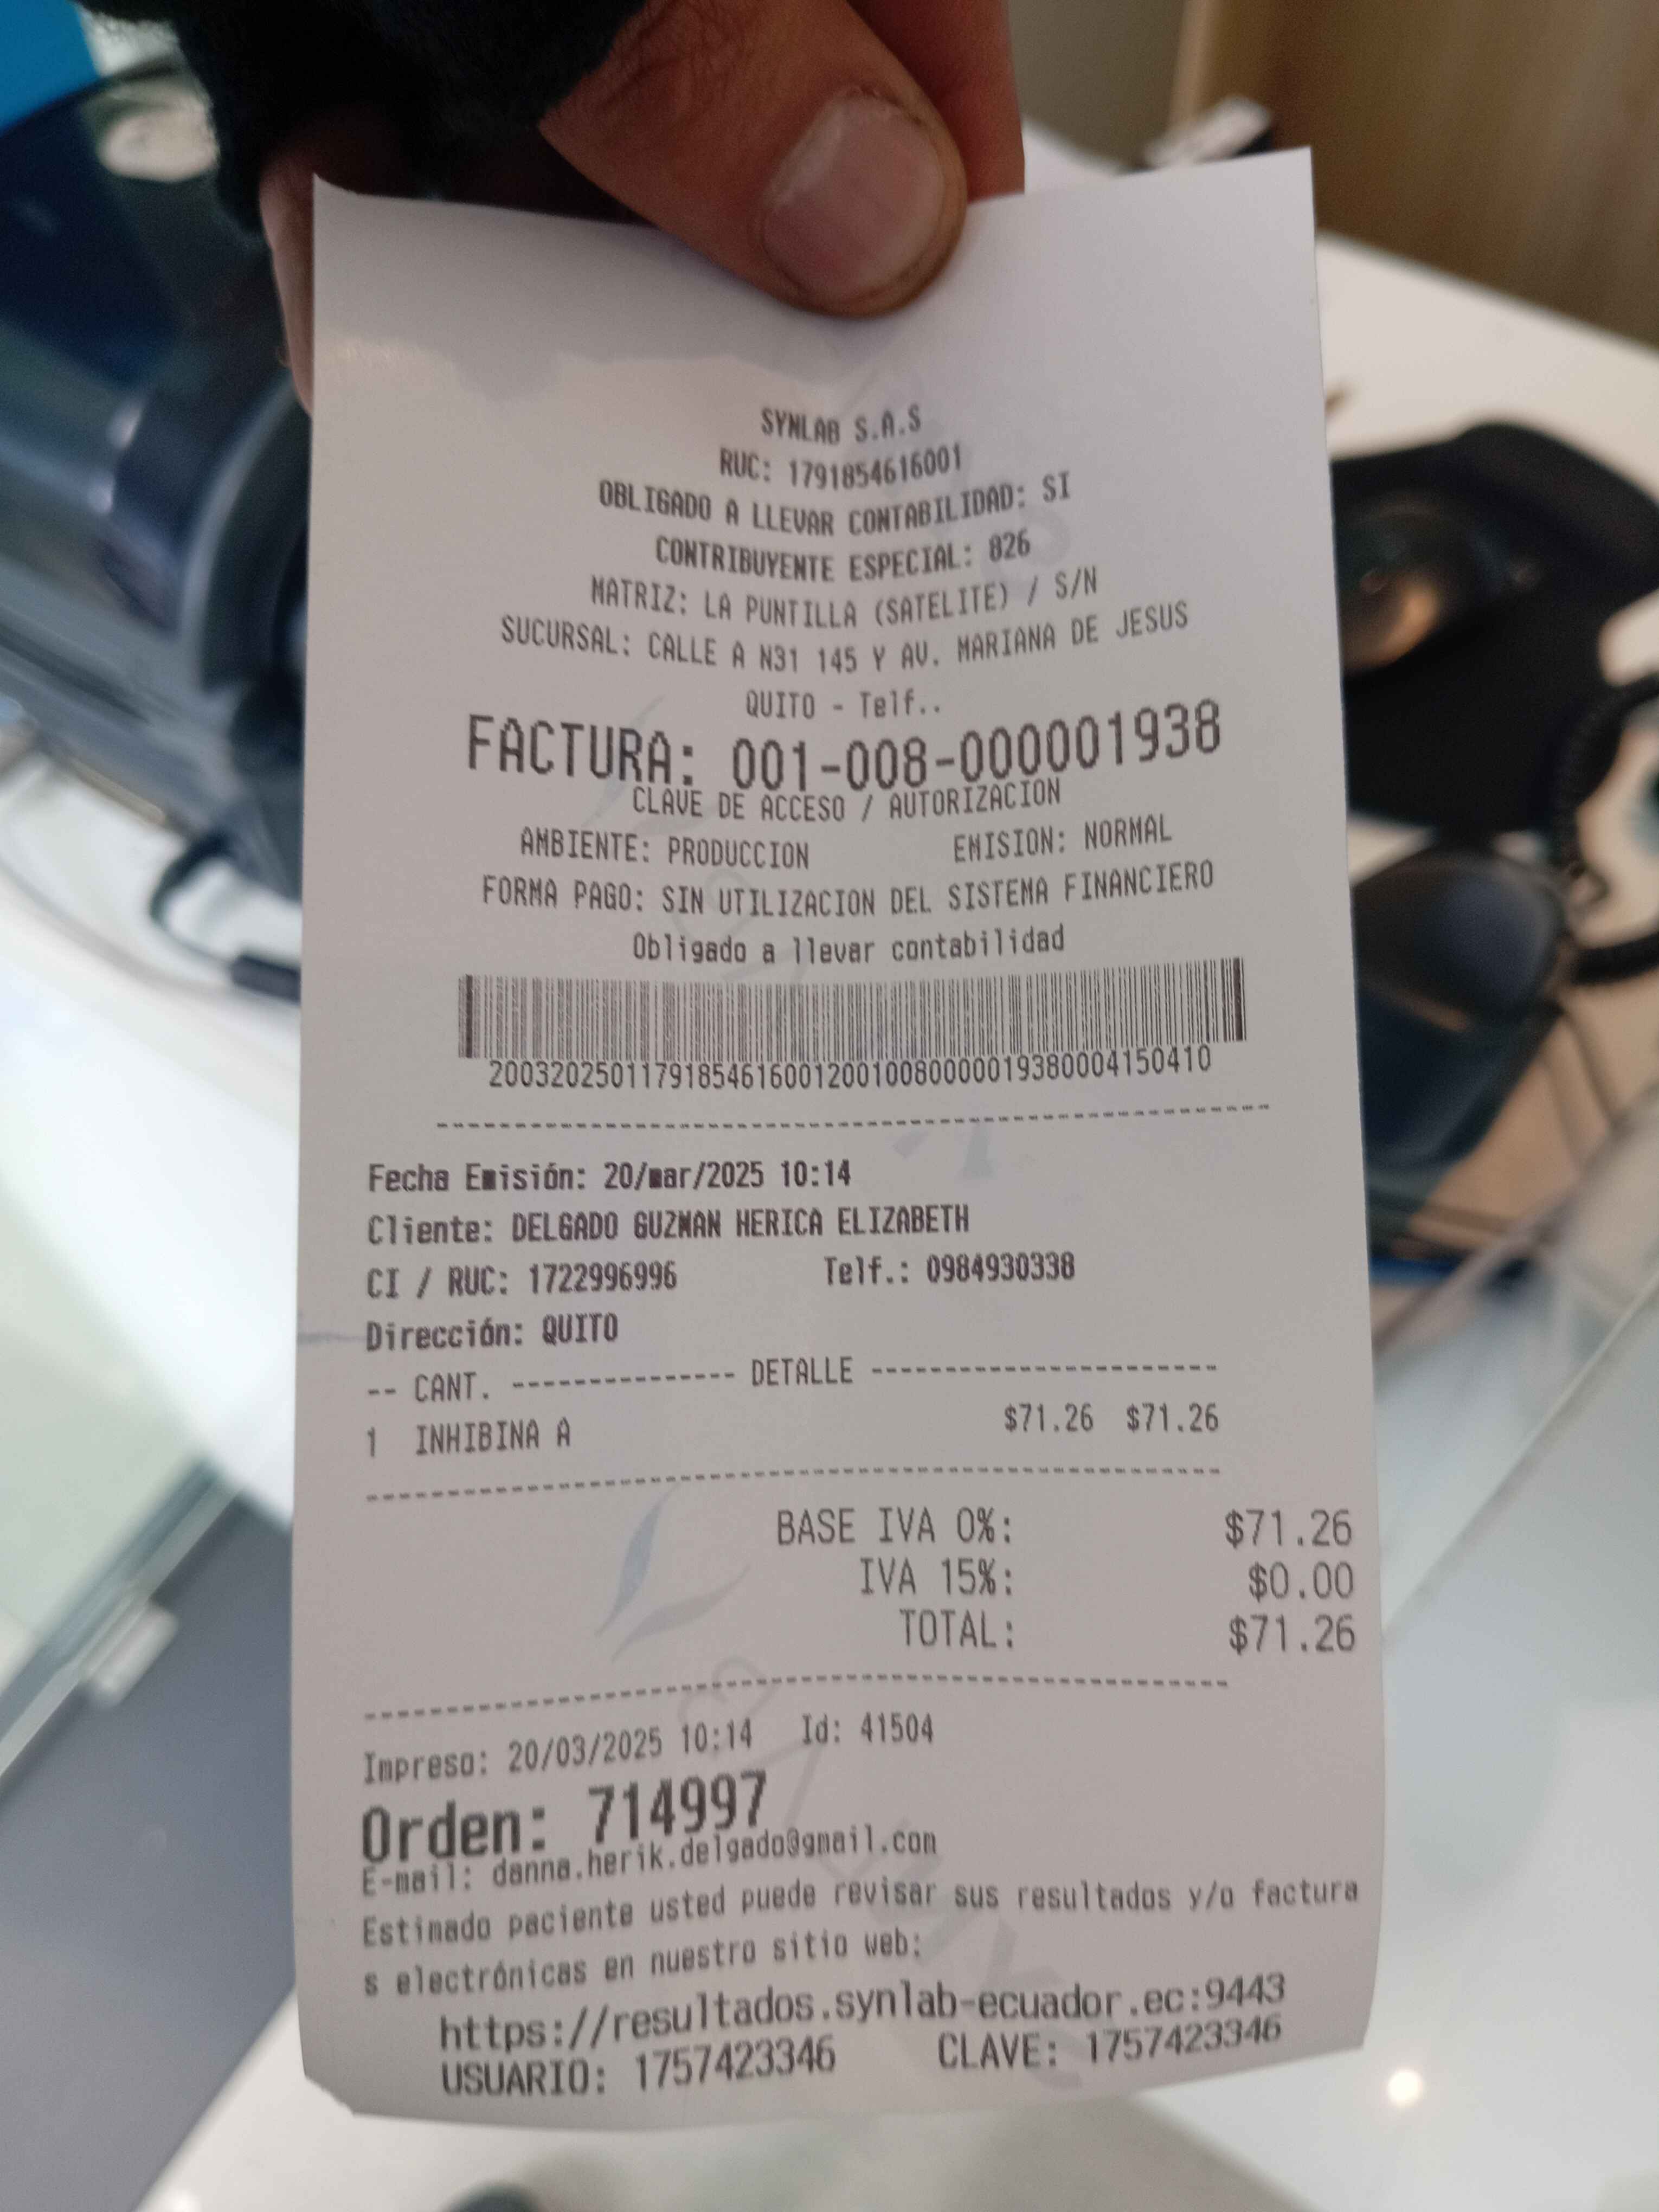 SYNLAB S.A.S
RUC: 1791854616001
OBLIGADO A LLEVAR CONTABILIDAD: SI
CONTRIBUYENTE ESPECIAL: 826
MATRIZ: LA PUNTILLA (SATELITE) / S/N
SUCURSAL: CALLE A N31 145 Y AV. MARIANA DE JESUS
QUITO - Telf..
FACTURA: 001-008-000001938
CLAVE DE ACCESO / AUTORIZACION
AMBIENTE: PRODUCCION EMISION: NORMAL
FORMA PAGO: SIN UTILIZACION DEL SISTEMA FINANCIERO
Obligado a llevar contabilidad
2003202501179185461600120010080000019380004150410
Fecha Emisión: 20/mar/2025 10:14
Cliente: DELGADO GUZMAN HERICA ELIZABETH
CI / RUC: 1722996996 Telf.: 0984930338
Dirección: QUITO
-- CANT. --------------- DETALLE -----------------------
1 INHIBINA A $71.26 $71.26
BASE IVA 0%: $71.26
IVA 15%: $0.00
TOTAL: $71.26
Impreso: 20/03/2025 10:14 Id: 41504
Orden: 714997
E-mail: danna.herik.delgado@gmail.com
Estimado paciente usted puede revisar sus resultados y/o factura
s electrónicas en nuestro sitio web:
https://resultados.synlab-ecuador.ec:9443
USUARIO: 1757423346 CLAVE: 1757423346